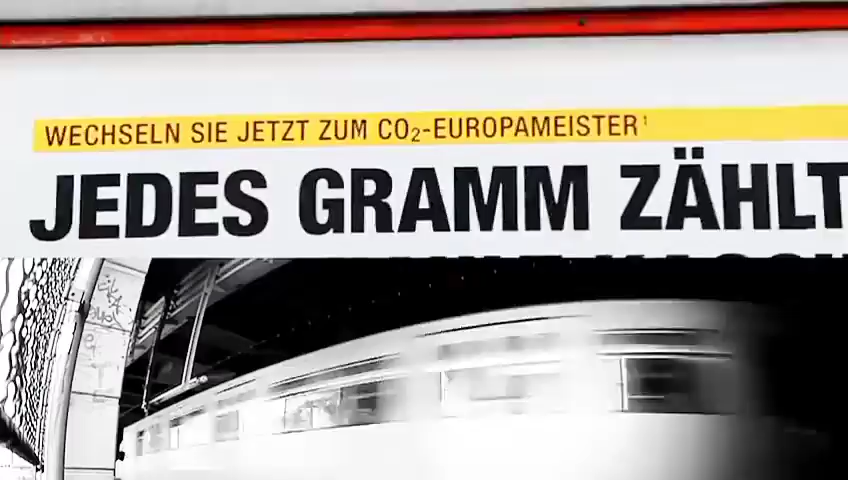 WECHSELN SIE JETZT ZUM CO₂-EUROPAMEISTER¹
JEDES GRAMM ZÄHLT